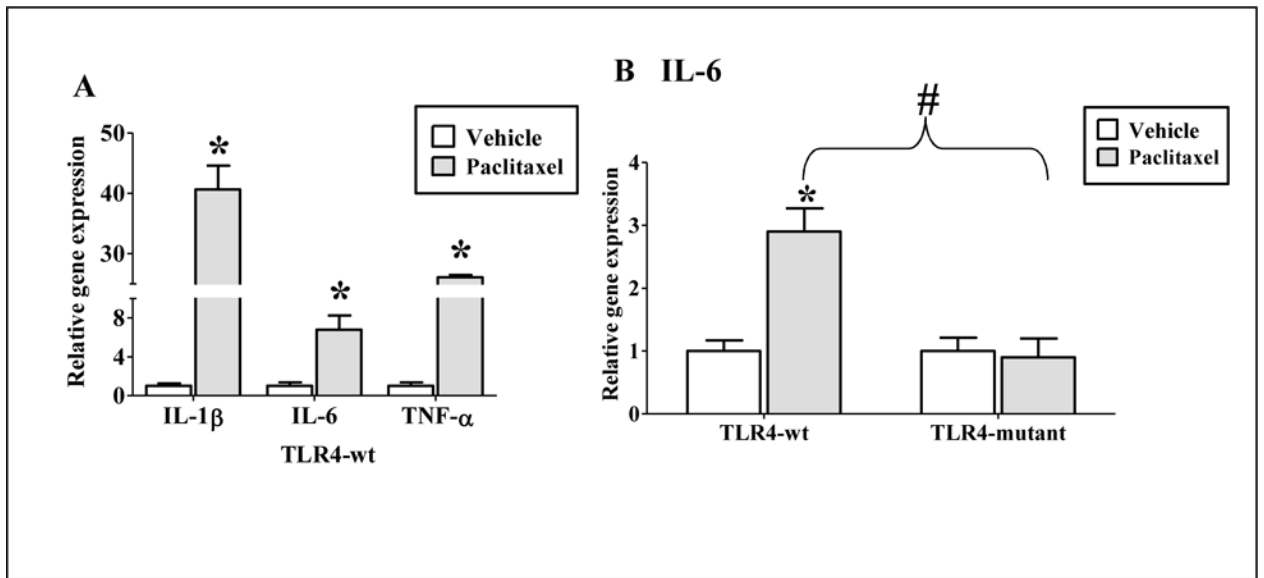 A
Vehicle
Paclitaxel
Relative gene expression
50
40
30
8
4
0
*
*
*
IL-1β IL-6 TNF-α
TLR4-wt
B IL-6
#
Vehicle
Paclitaxel
Relative gene expression
4
3
2
1
0
*
TLR4-wt TLR4-mutant